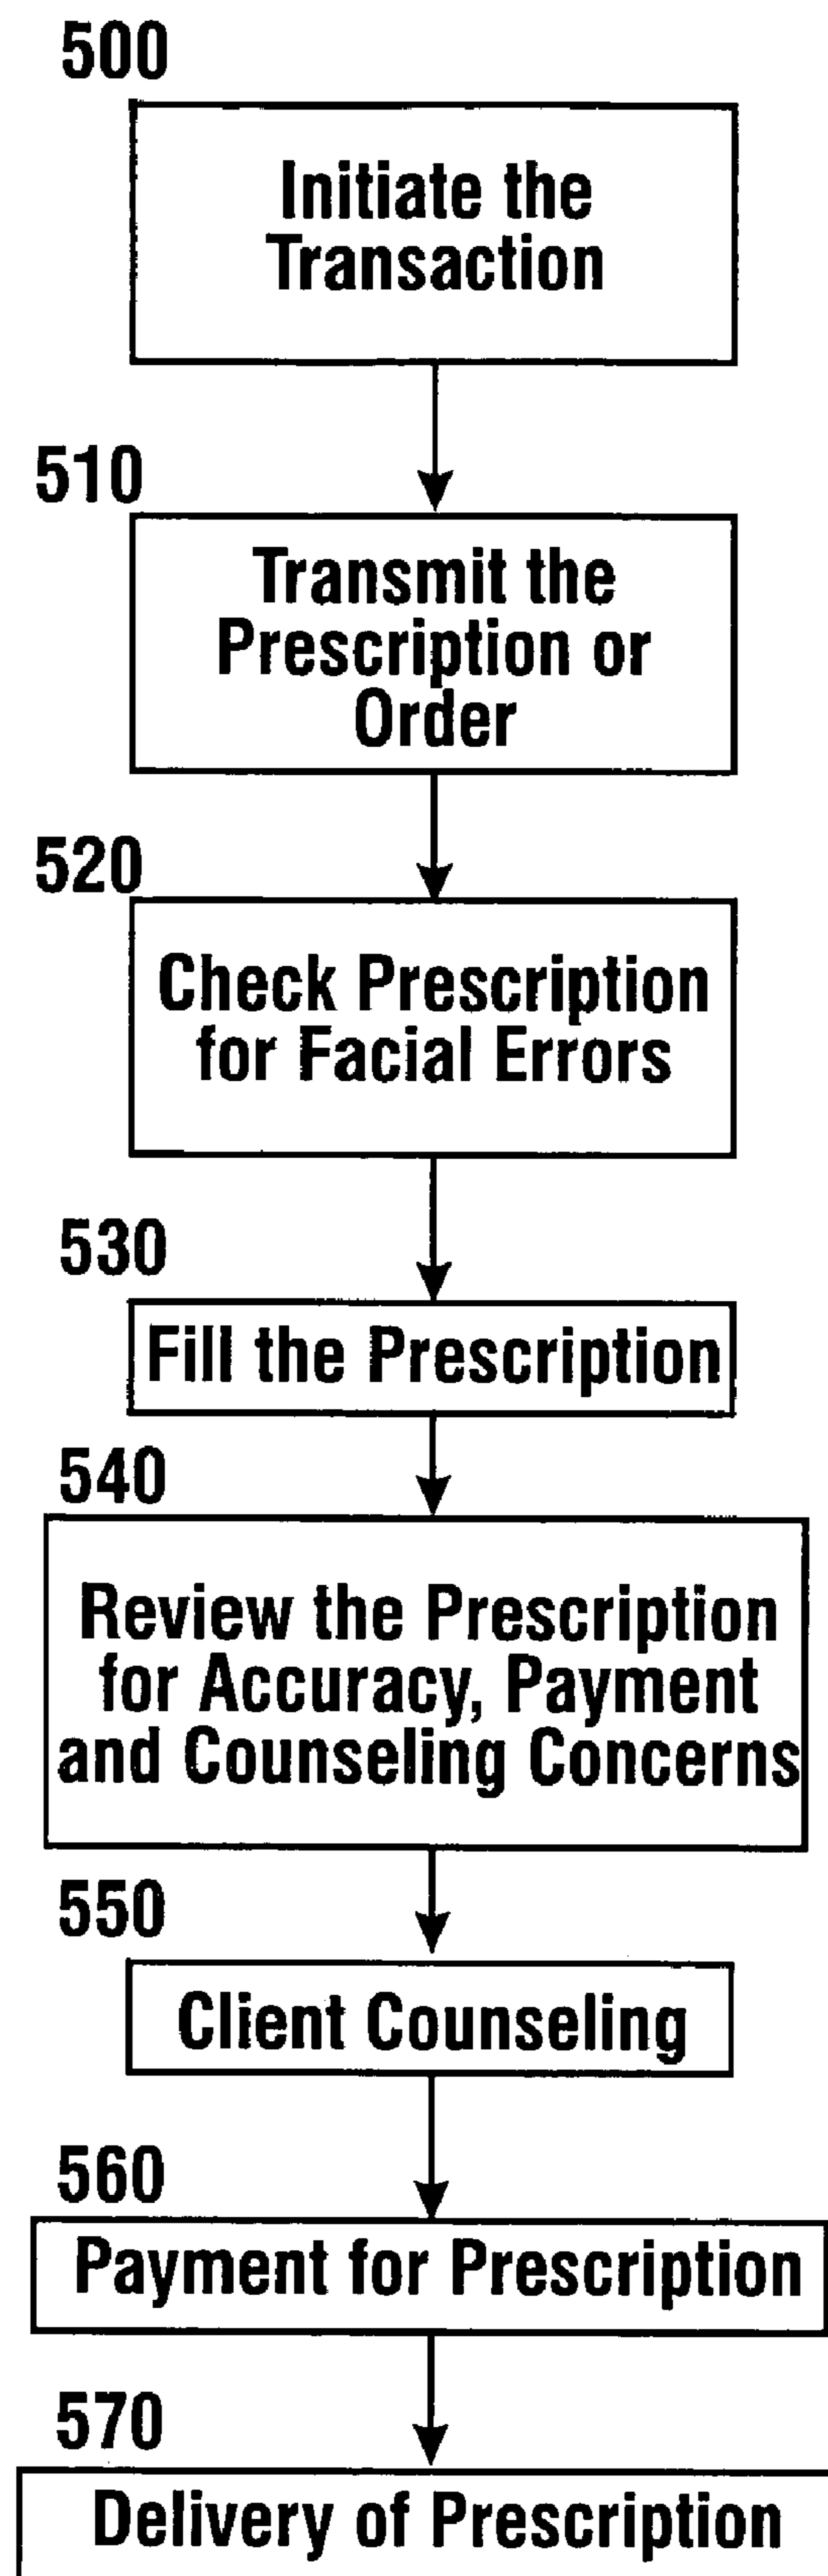 500
Initiate the
Transaction
510
Transmit the
Prescription or
Order
520
Check Prescription
for Facial Errors
530
Fill the Prescription
540
Review the Prescription
for Accuracy, Payment
and Counseling Concerns
550
Client Counseling
560
Payment for Prescription
570
Delivery of Prescription